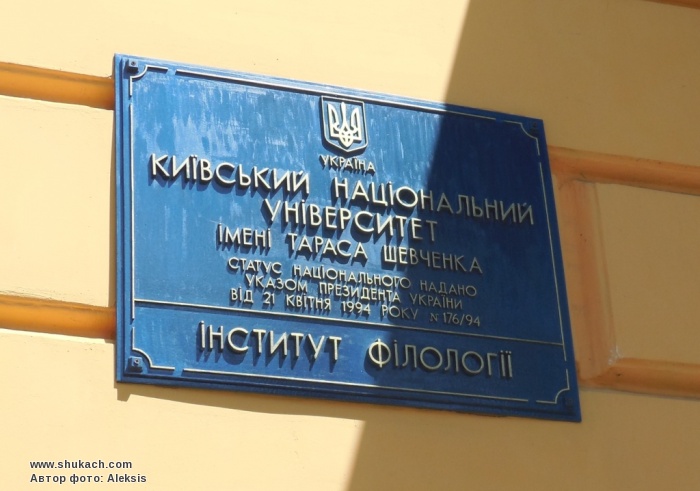 УКРАЇНА
КИЇВСЬКИЙ НАЦІОНАЛЬНИЙ
УНІВЕРСИТЕТ
ІМЕНІ ТАРАСА ШЕВЧЕНКА
СТАТУС НАЦІОНАЛЬНОГО НАДАНО
УКАЗОМ ПРЕЗИДЕНТА УКРАЇНИ
ВІД 21 КВІТНЯ 1994 РОКУ N 176/94
ІНСТИТУТ ФІЛОЛОГІЇ
www.shukach.com
Автор фото: Aleksis